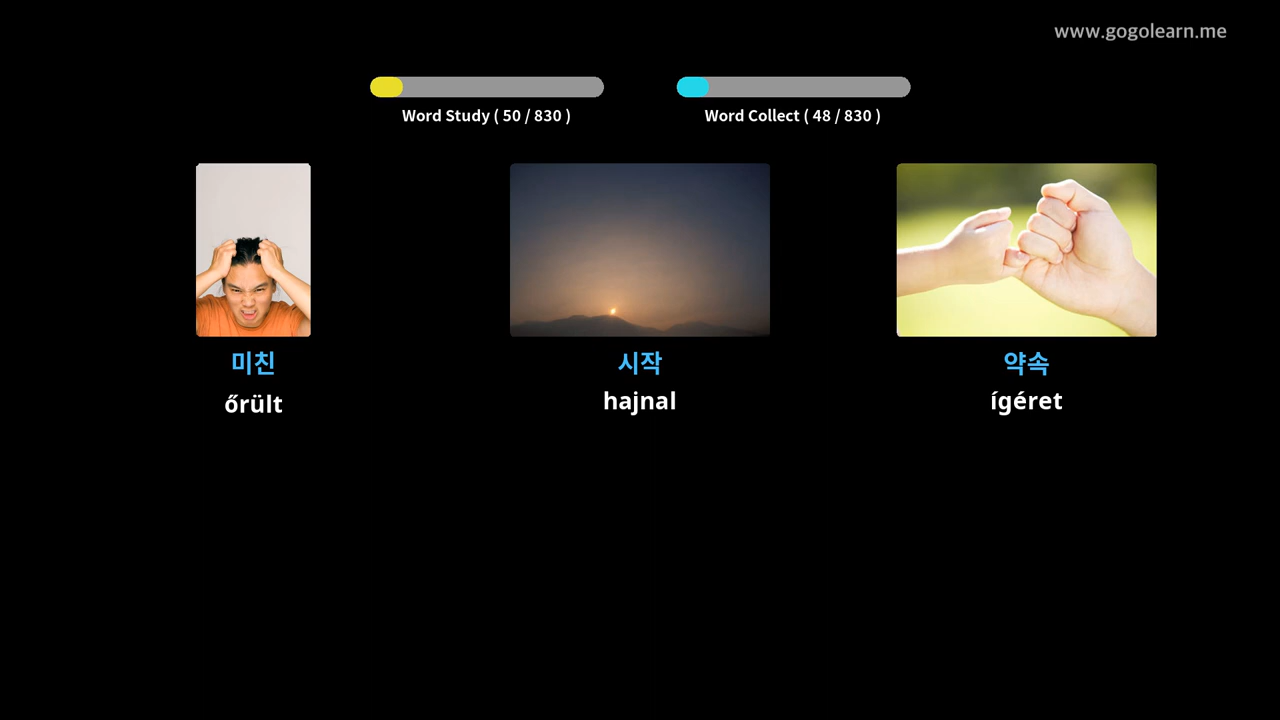 www.gogolearn.me
Word Study ( 50 / 830 )
Word Collect ( 48 / 830 )
미친
시작
약속
őrült
hajnal
ígéret